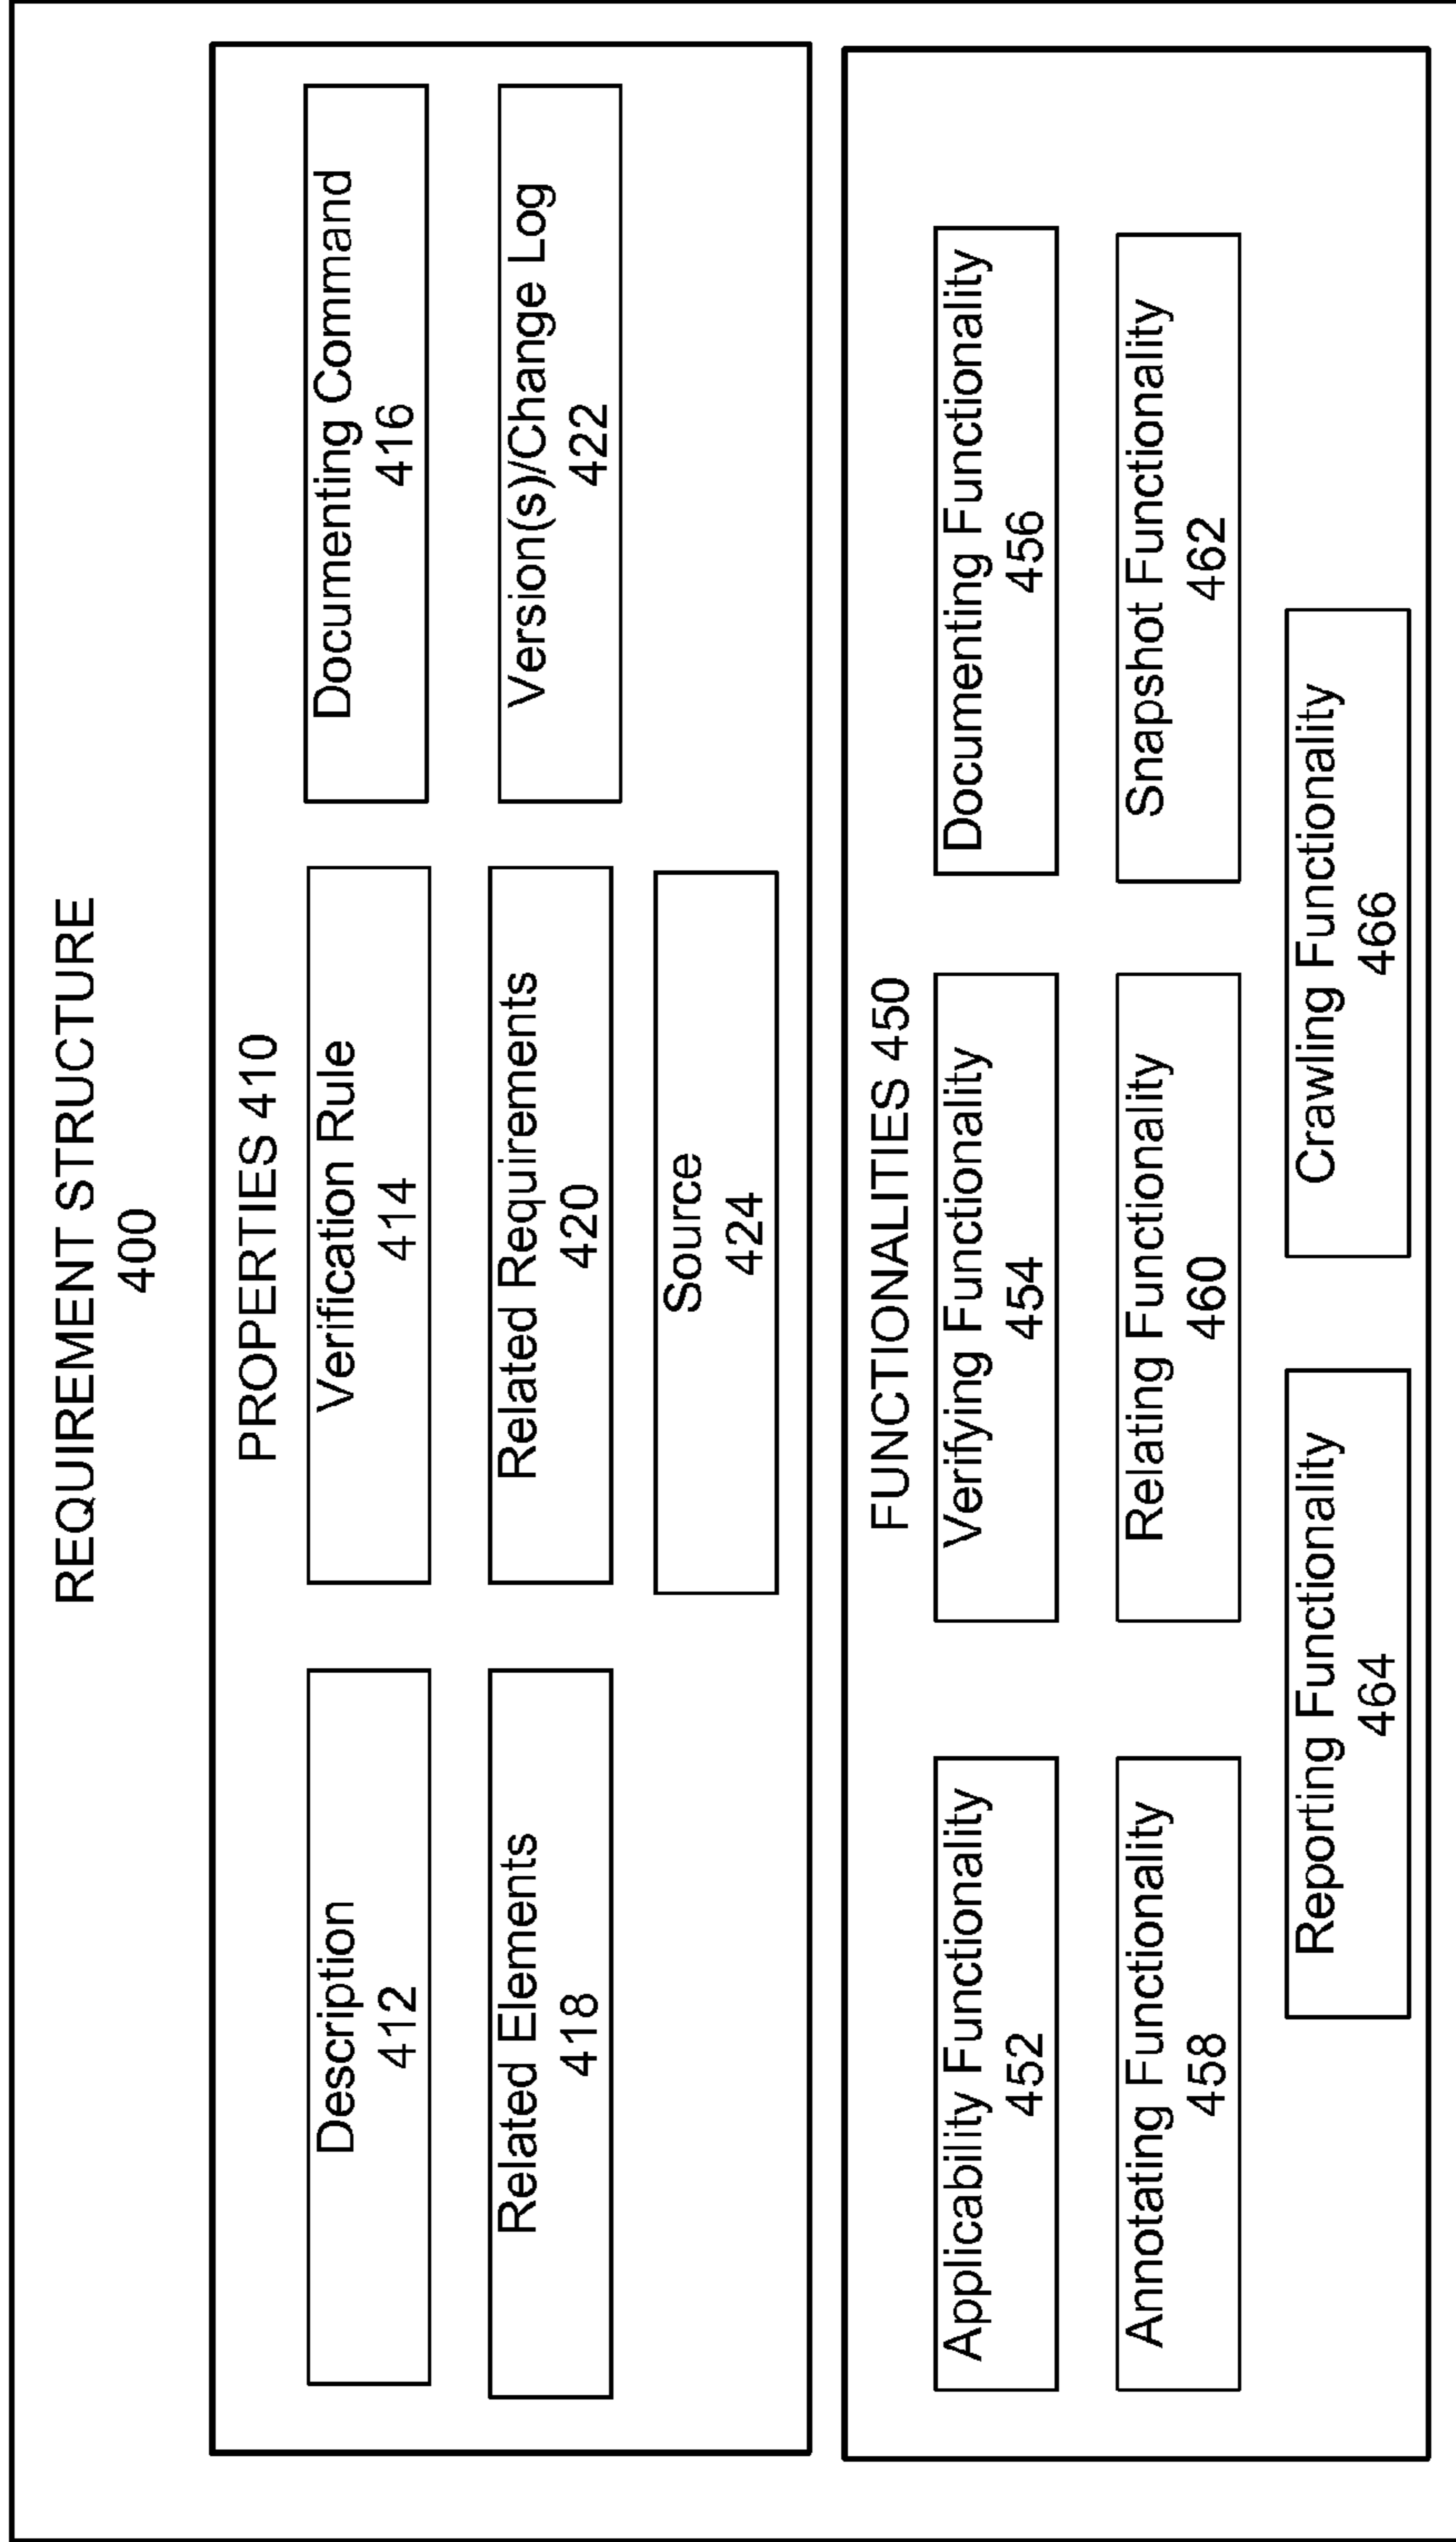 REQUIREMENT STRUCTURE
400
PROPERTIES 410
Description
412
Verification Rule
414
Documenting Command
416
Related Elements
418
Related Requirements
420
Version(s)/Change Log
422
Source
424
FUNCTIONALITIES 450
Applicability Functionality
452
Verifying Functionality
454
Documenting Functionality
456
Annotating Functionality
458
Relating Functionality
460
Snapshot Functionality
462
Reporting Functionality
464
Crawling Functionality
466